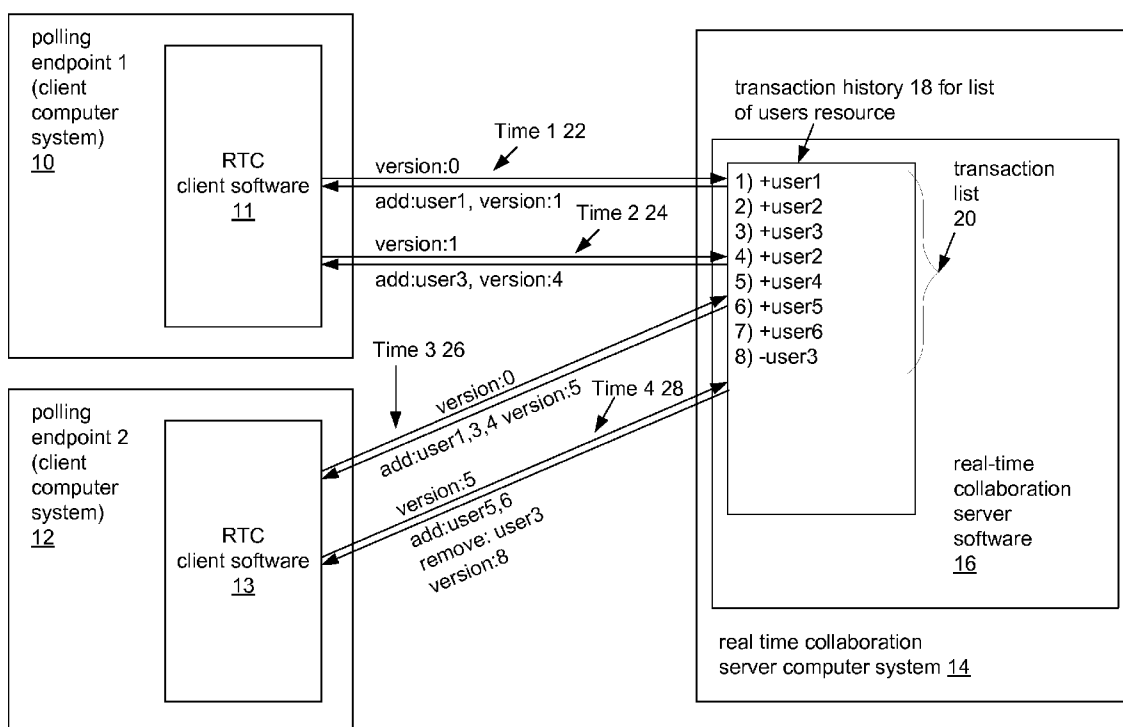 polling
endpoint 1
(client
computer
system)
10
RTC
client software
11
Time 1 22
version:0
add:user1, version:1
Time 2 24
version:1
add:user3, version:4
transaction history 18 for list
of users resource
1) +user1
2) +user2
3) +user3
4) +user2
5) +user4
6) +user5
7) +user6
8) -user3
transaction
list
20
Time 3 26
version:0
add:user1,3,4 version:5
Time 4 28
version:5
add:user5,6
remove: user3
version:8
polling
endpoint 2
(client
computer
system)
12
RTC
client software
13
real-time
collaboration
server
software
16
real time collaboration
server computer system 14